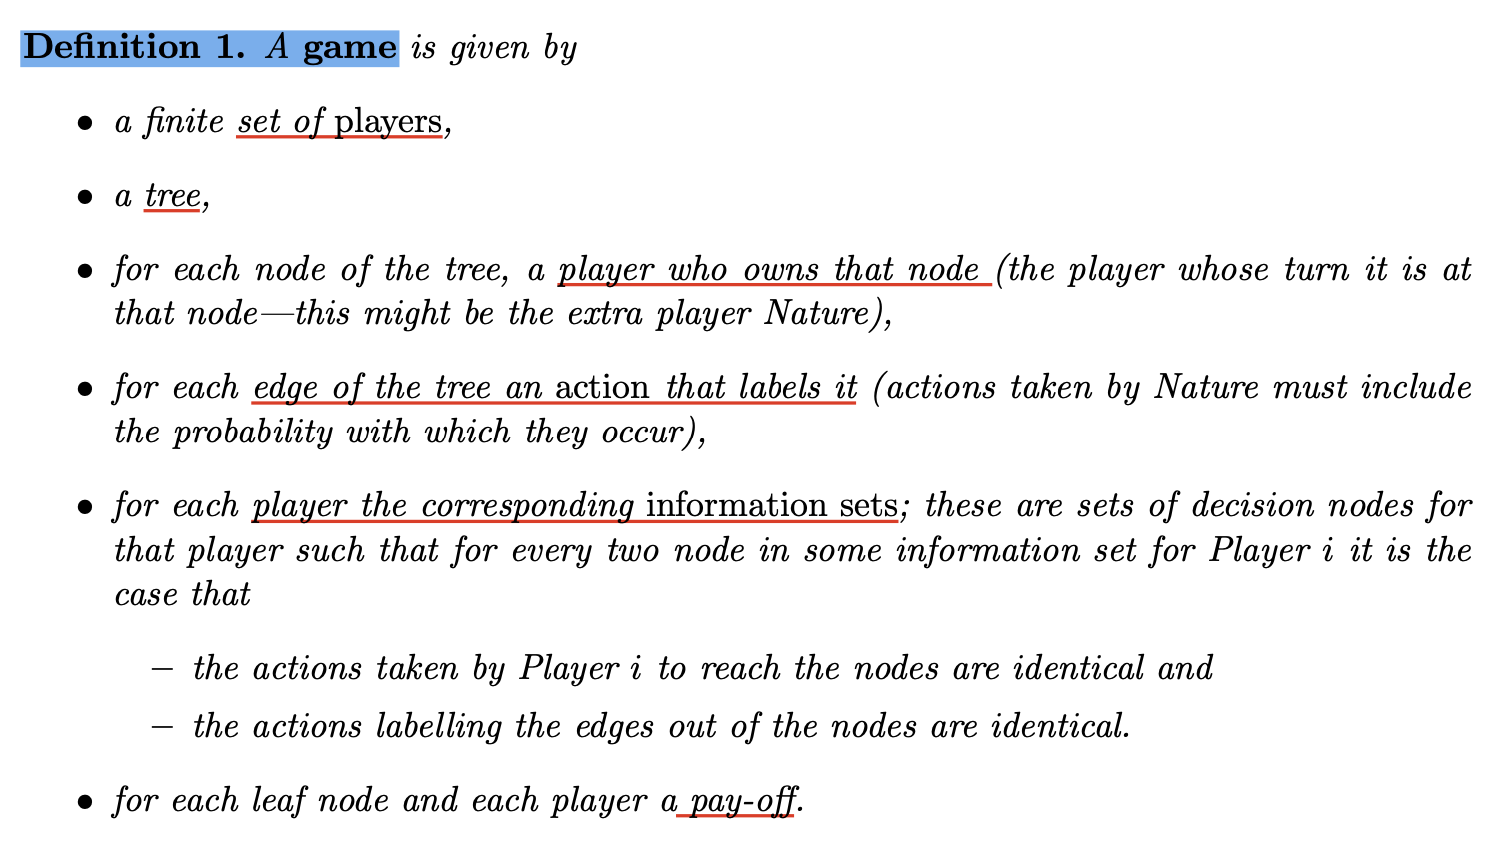 Definition 1. A game is given by
• a finite set of players,
• a tree,
• for each node of the tree, a player who owns that node (the player whose turn it is at
that node—this might be the extra player Nature),
• for each edge of the tree an action that labels it (actions taken by Nature must include
the probability with which they occur),
• for each player the corresponding information sets; these are sets of decision nodes for
that player such that for every two node in some information set for Player i it is the
case that
– the actions taken by Player i to reach the nodes are identical and
– the actions labelling the edges out of the nodes are identical.
• for each leaf node and each player a pay-off.